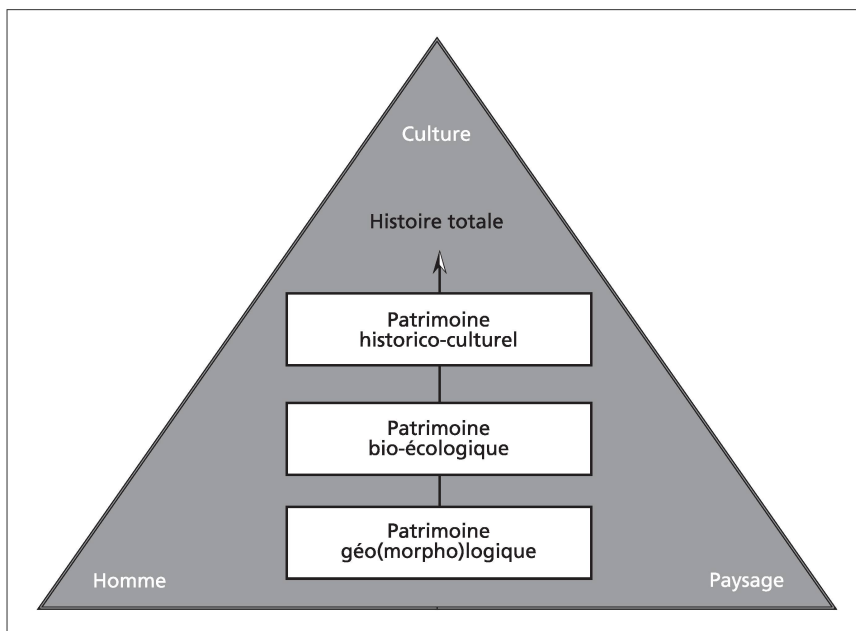 Culture
Histoire totale
Patrimoine
historico-culturel
Patrimoine
bio-écologique
Patrimoine
géo(morpho)logique
Homme
Paysage